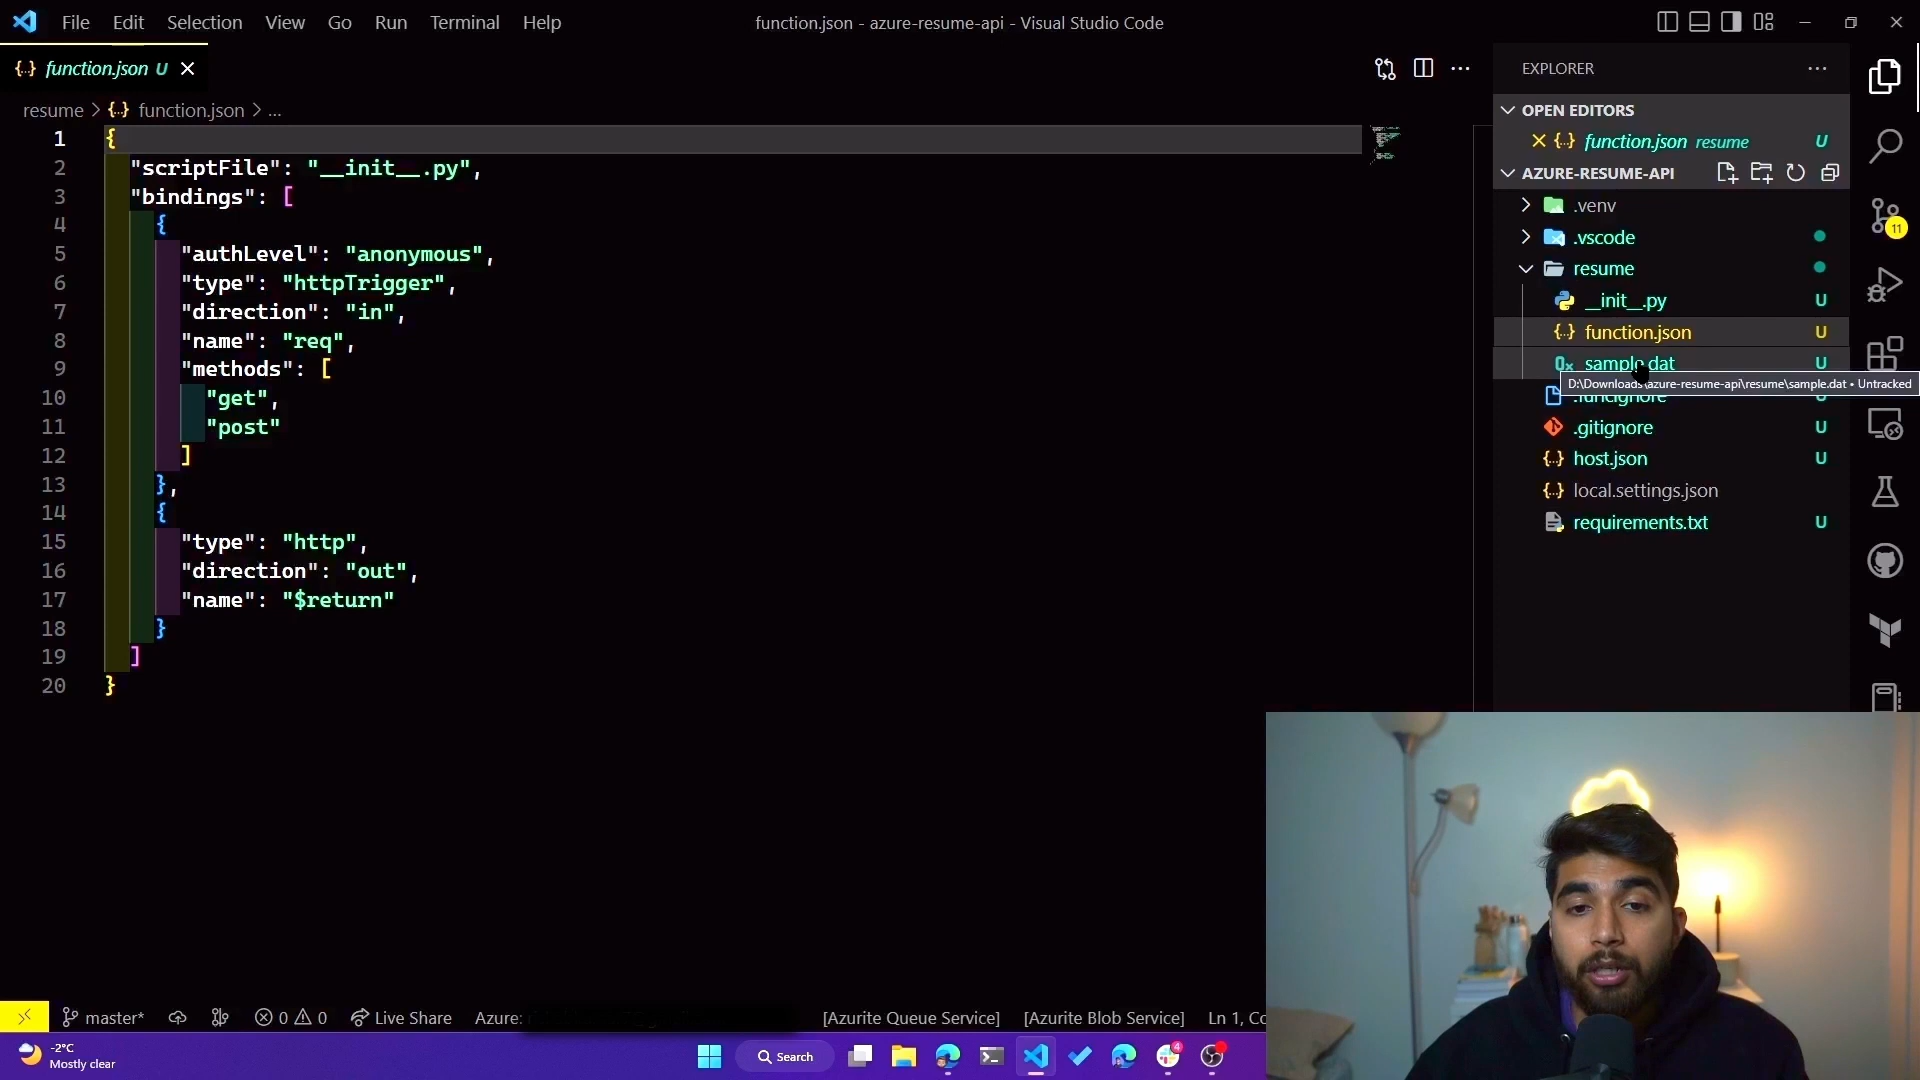 File Edit Selection View Go Run Terminal Help
function.json - azure-resume-api - Visual Studio Code
{..} function.json U
resume > {..} function.json > ...
1 {
2 "scriptFile": "__init__.py",
3 "bindings": [
4 {
5 "authLevel": "anonymous",
6 "type": "httpTrigger",
7 "direction": "in",
8 "name": "req",
9 "methods": [
10 "get",
11 "post"
12 ]
13 },
14 {
15 "type": "http",
16 "direction": "out",
17 "name": "$return"
18 }
19 ]
20 }
EXPLORER
OPEN EDITORS
{..} function.json resume U
AZURE-RESUME-API
.venv
.vscode
resume
__init__.py U
{..} function.json U
sample.dat U
D:\Downloads\azure-resume-api\resume\sample.dat • Untracked
.funcignore U
.gitignore U
{..} host.json U
{..} local.settings.json
requirements.txt U
11
master* 0 0 Live Share Azure: [Azurite Queue Service] [Azurite Blob Service] Ln 1,
-2°C
Mostly clear
Search
4